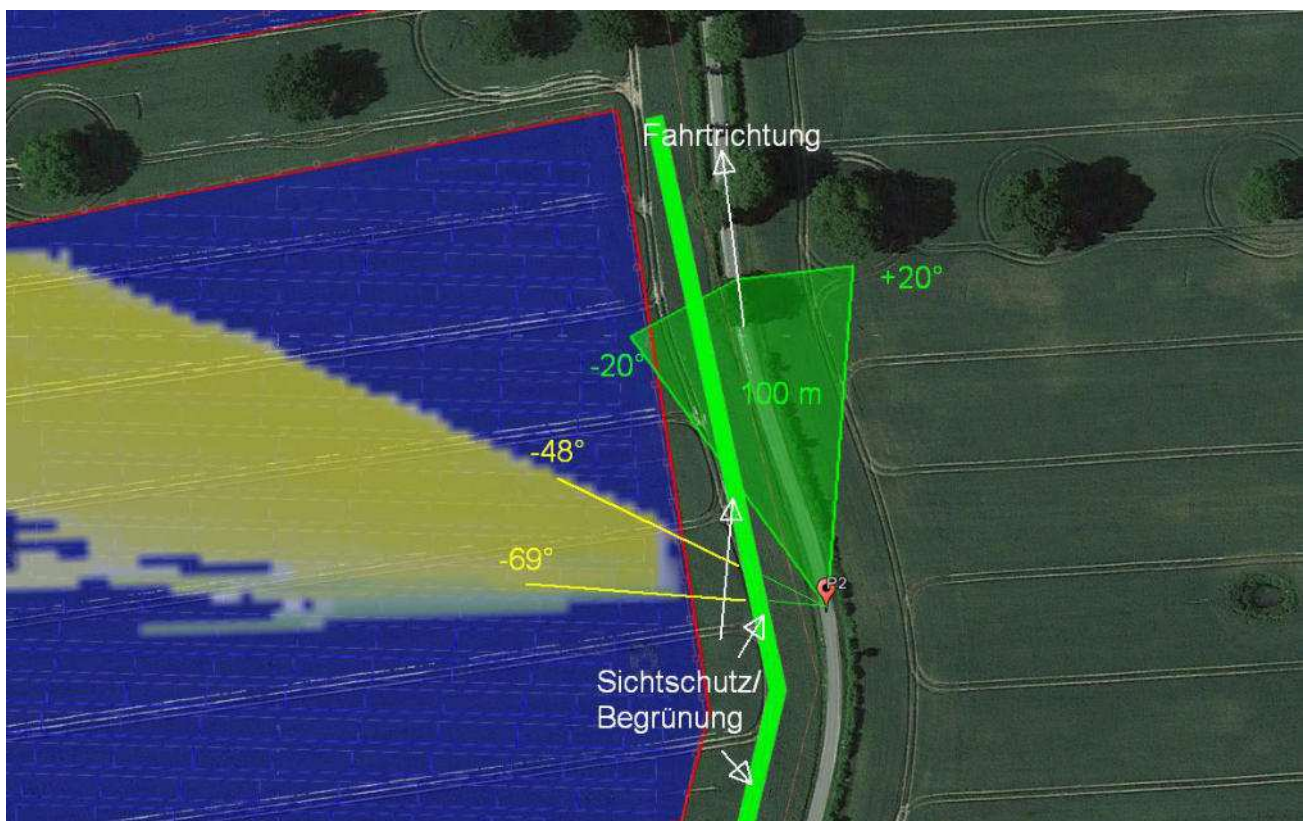 Fahrtrichtung
+20°
-20°
100 m
-48°
-69°
P2
Sichtschutz/
Begrünung